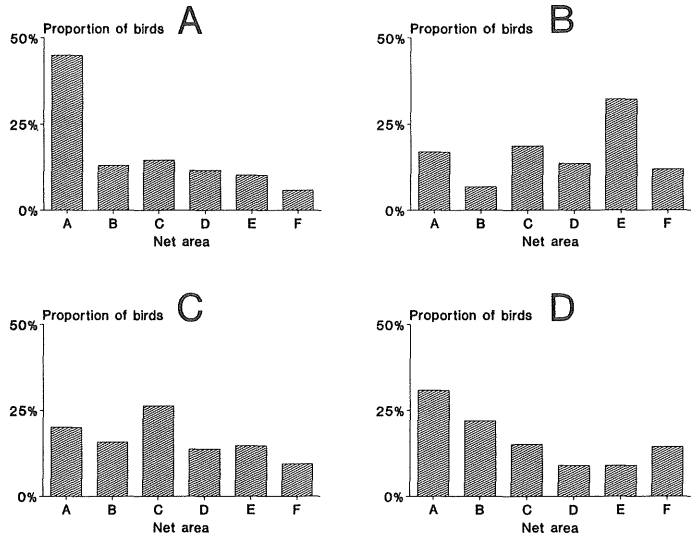 Proportion of birds A
50%
25%
0%
A B C D E F
Net area
Proportion of birds B
50%
25%
0%
A B C D E F
Net area
Proportion of birds C
50%
25%
0%
A B C D E F
Net area
Proportion of birds D
50%
25%
0%
A B C D E F
Net area